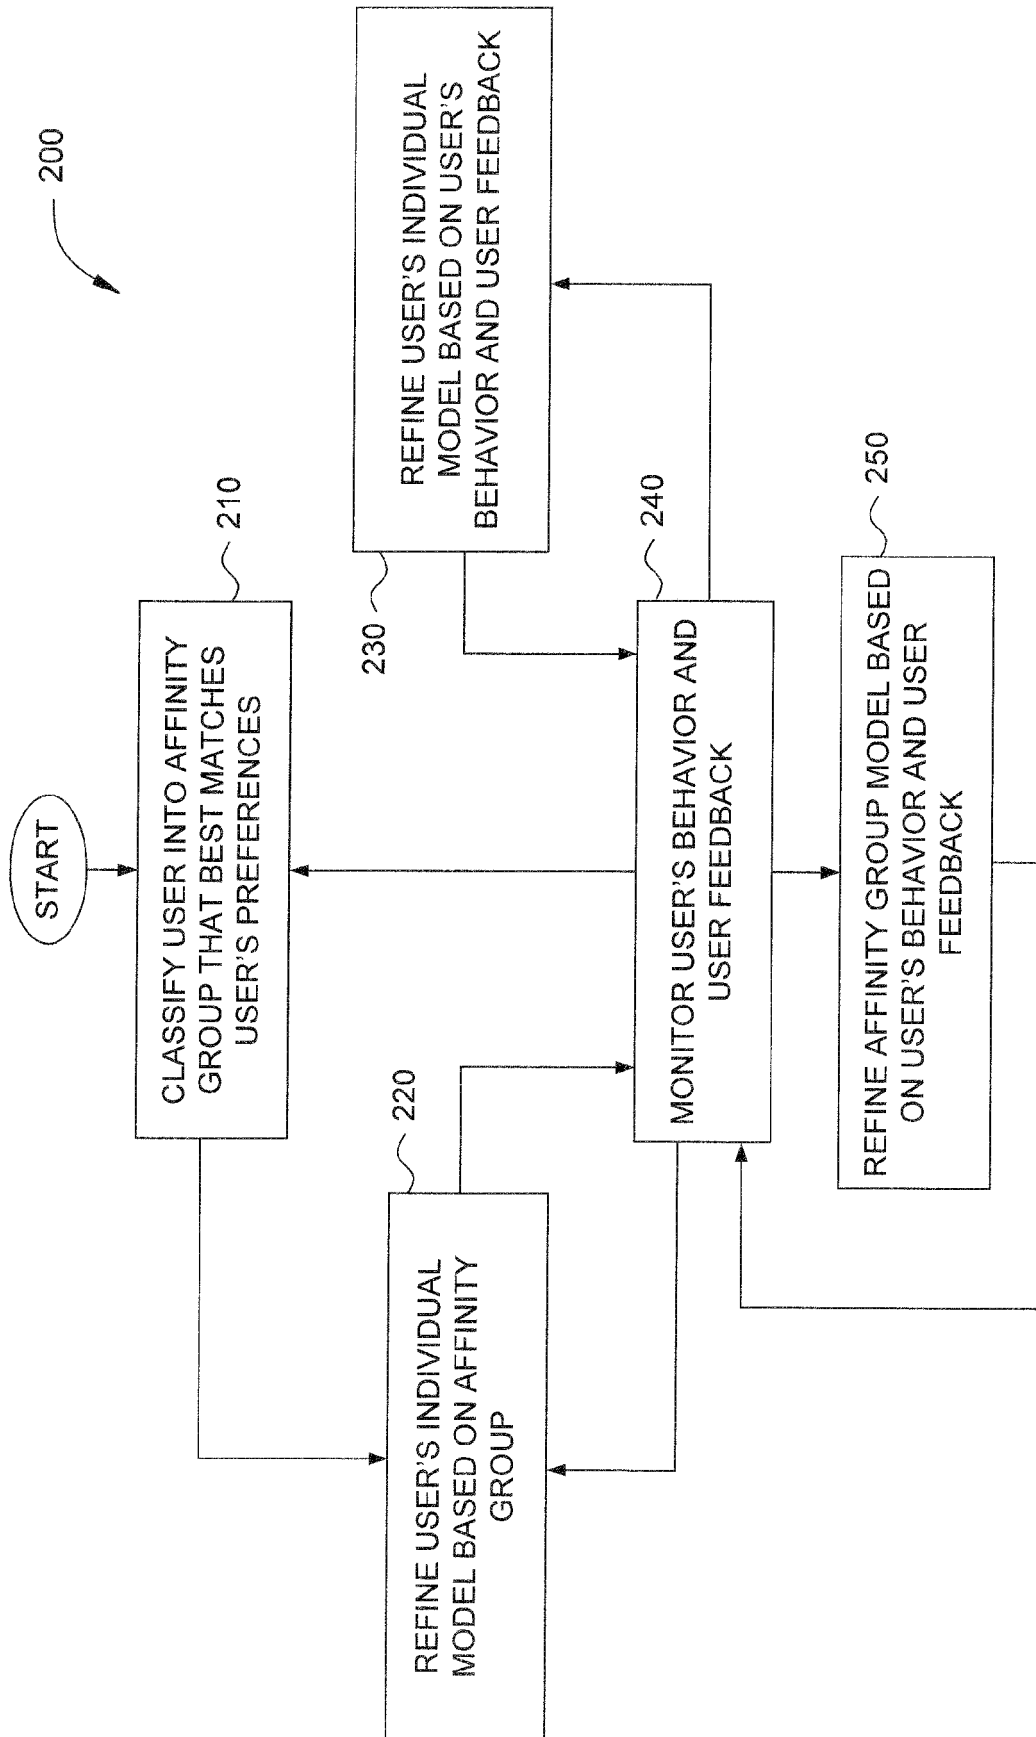 200
START
CLASSIFY USER INTO AFFINITY
GROUP THAT BEST MATCHES
USER'S PREFERENCES
210
REFINE USER'S INDIVIDUAL
MODEL BASED ON AFFINITY
GROUP
220
REFINE USER'S INDIVIDUAL
MODEL BASED ON USER'S
BEHAVIOR AND USER FEEDBACK
230
MONITOR USER'S BEHAVIOR AND
USER FEEDBACK
240
REFINE AFFINITY GROUP MODEL BASED
ON USER'S BEHAVIOR AND USER
FEEDBACK
250